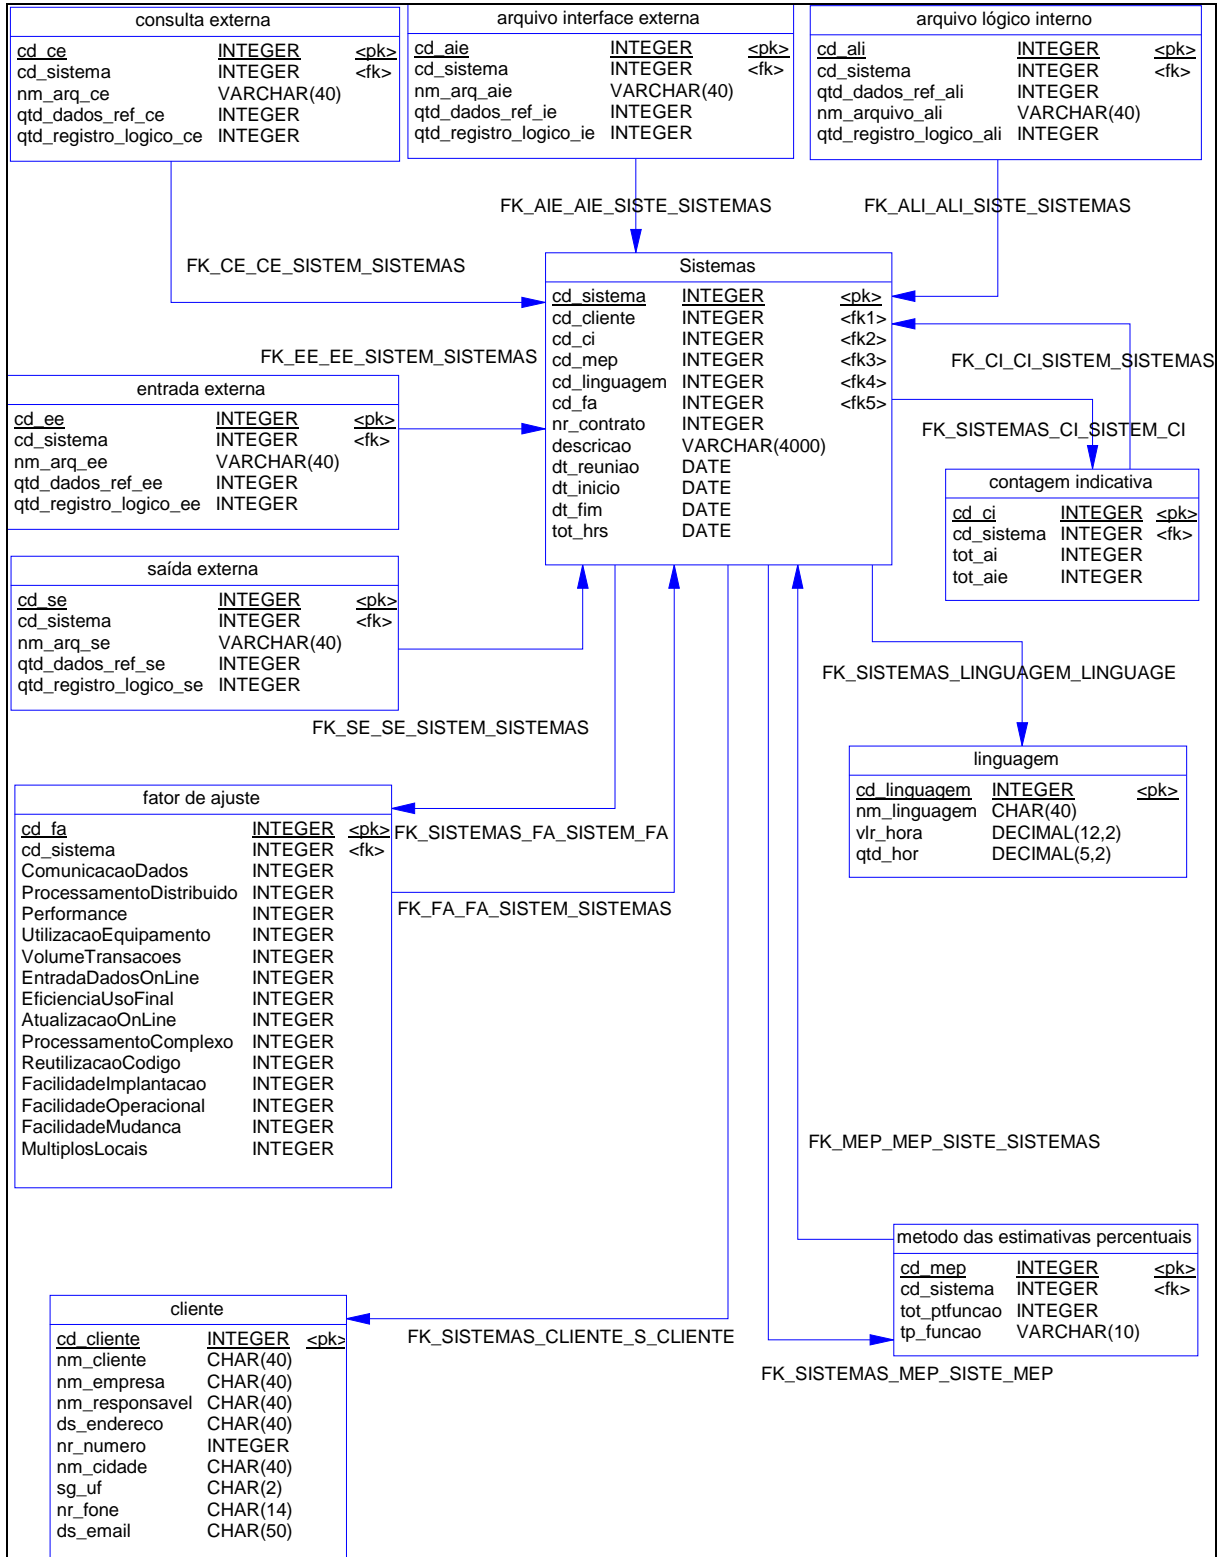 consulta externa
cd_ce INTEGER <pk>
cd_sistema INTEGER <fk>
nm_arq_ce VARCHAR(40)
qtd_dados_ref_ce INTEGER
qtd_registro_logico_ce INTEGER
arquivo interface externa
cd_aie INTEGER <pk>
cd_sistema INTEGER <fk>
nm_arq_aie VARCHAR(40)
qtd_dados_ref_ie INTEGER
qtd_registro_logico_ie INTEGER
arquivo lógico interno
cd_ali INTEGER <pk>
cd_sistema INTEGER <fk>
qtd_dados_ref_ali INTEGER
nm_arquivo_ali VARCHAR(40)
qtd_registro_logico_ali INTEGER
FK_AIE_AIE_SISTE_SISTEMAS
FK_ALI_ALI_SISTE_SISTEMAS
FK_CE_CE_SISTEM_SISTEMAS
Sistemas
cd_sistema INTEGER <pk>
cd_cliente INTEGER <fk1>
cd_ci INTEGER <fk2>
cd_mep INTEGER <fk3>
cd_linguagem INTEGER <fk4>
cd_fa INTEGER <fk5>
nr_contrato INTEGER
descricao VARCHAR(4000)
dt_reuniao DATE
dt_inicio DATE
dt_fim DATE
tot_hrs DATE
FK_EE_EE_SISTEM_SISTEMAS
FK_CI_CI_SISTEM_SISTEMAS
entrada externa
cd_ee INTEGER <pk>
cd_sistema INTEGER <fk>
nm_arq_ee VARCHAR(40)
qtd_dados_ref_ee INTEGER
qtd_registro_logico_ee INTEGER
FK_SISTEMAS_CI_SISTEM_CI
contagem indicativa
cd_ci INTEGER <pk>
cd_sistema INTEGER <fk>
tot_ai INTEGER
tot_aie INTEGER
saída externa
cd_se INTEGER <pk>
cd_sistema INTEGER <fk>
nm_arq_se VARCHAR(40)
qtd_dados_ref_se INTEGER
qtd_registro_logico_se INTEGER
FK_SISTEMAS_LINGUAGEM_LINGUAGE
FK_SE_SE_SISTEM_SISTEMAS
linguagem
cd_linguagem INTEGER <pk>
nm_linguagem CHAR(40)
vlr_hora DECIMAL(12,2)
qtd_hor DECIMAL(5,2)
fator de ajuste
cd_fa INTEGER <pk>
cd_sistema INTEGER <fk>
ComunicacaoDados INTEGER
ProcessamentoDistribuido INTEGER
Performance INTEGER
UtilizacaoEquipamento INTEGER
VolumeTransacoes INTEGER
EntradaDadosOnLine INTEGER
EficienciaUsoFinal INTEGER
AtualizacaoOnLine INTEGER
ProcessamentoComplexo INTEGER
ReutilizacaoCodigo INTEGER
FacilidadeImplantacao INTEGER
FacilidadeOperacional INTEGER
FacilidadeMudanca INTEGER
MultiplosLocais INTEGER
FK_SISTEMAS_FA_SISTEM_FA
FK_FA_FA_SISTEM_SISTEMAS
FK_MEP_MEP_SISTE_SISTEMAS
metodo das estimativas percentuais
cd_mep INTEGER <pk>
cd_sistema INTEGER <fk>
tot_ptfuncao INTEGER
tp_funcao VARCHAR(10)
cliente
cd_cliente INTEGER <pk>
nm_cliente CHAR(40)
nm_empresa CHAR(40)
nm_responsavel CHAR(40)
ds_endereco CHAR(40)
nr_numero INTEGER
nm_cidade CHAR(40)
sg_uf CHAR(2)
nr_fone CHAR(14)
ds_email CHAR(50)
FK_SISTEMAS_CLIENTE_S_CLIENTE
FK_SISTEMAS_MEP_SISTE_MEP